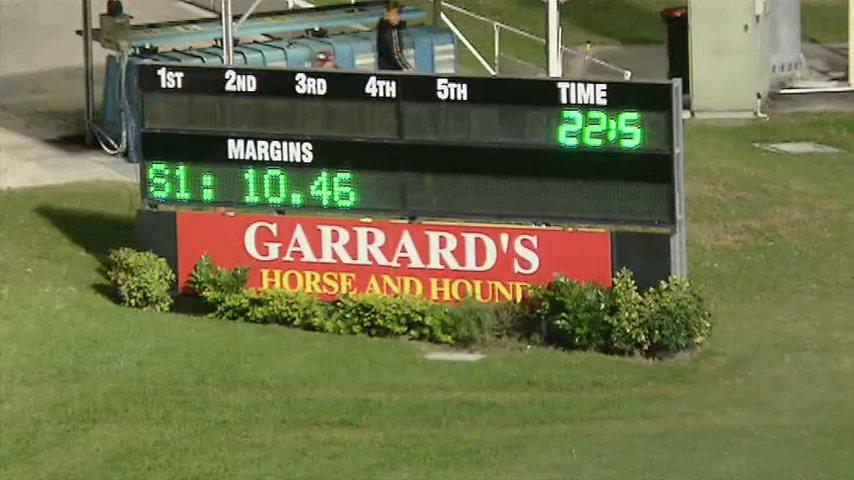 1ST 2ND 3RD 4TH 5TH TIME
22:5
MARGINS
S1: 10.46
GARRARD'S
HORSE AND HOUND